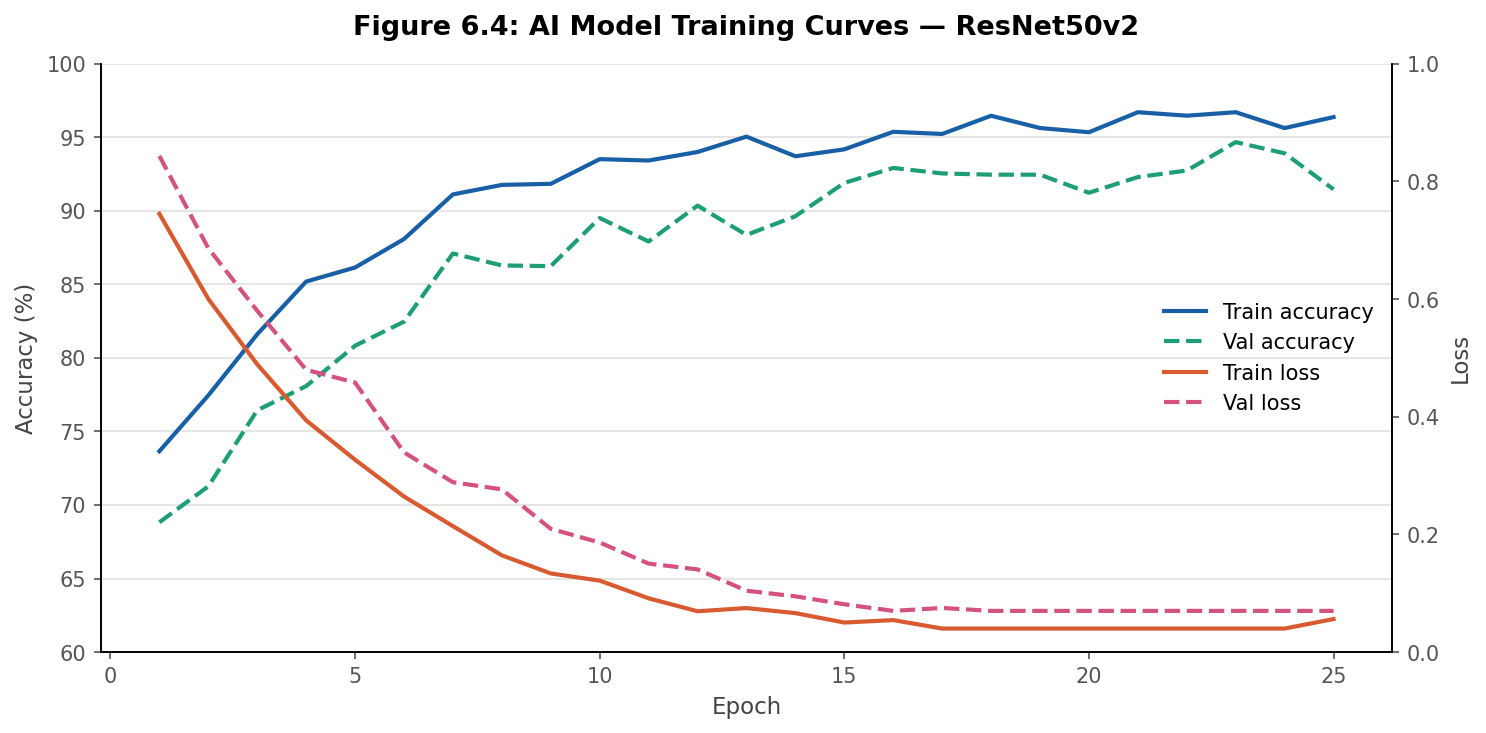 Figure 6.4: AI Model Training Curves — ResNet50v2
Accuracy (%)
100
95
90
85
80
75
70
65
60
1.0
0.8
0.6
0.4
0.2
0.0
Loss
Train accuracy
Val accuracy
Train loss
Val loss
0 5 10 15 20 25
Epoch